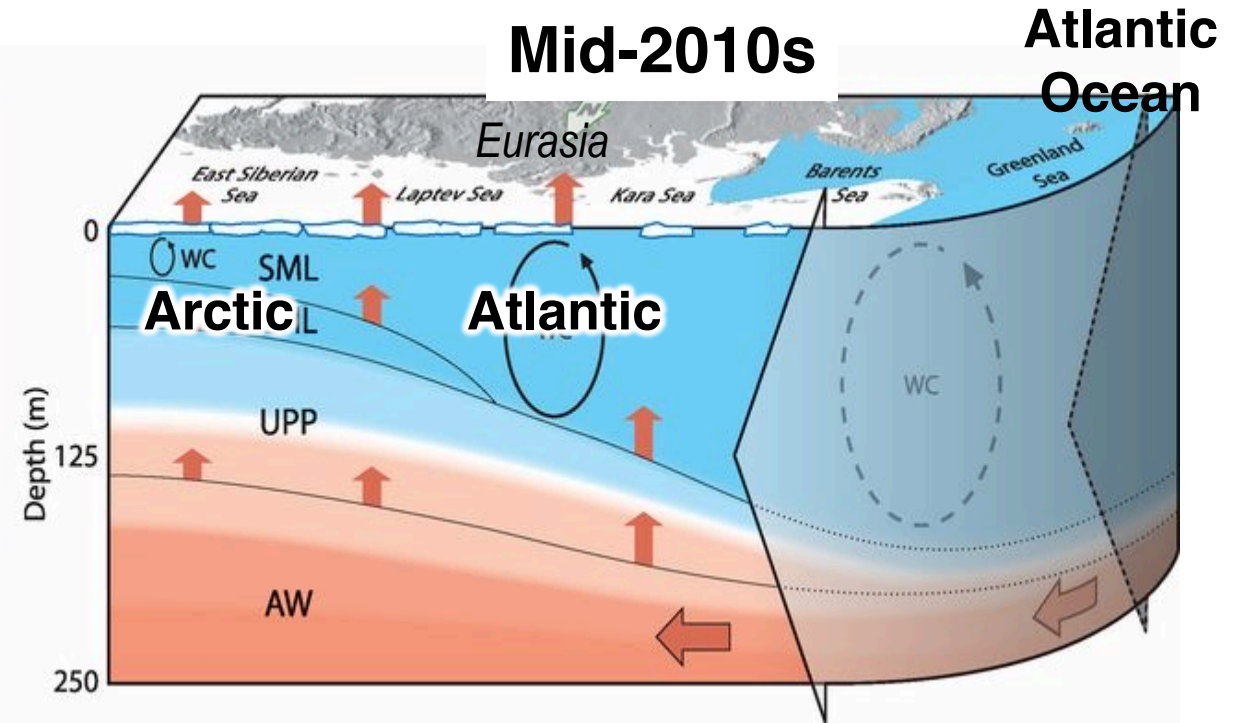 Mid-2010s
Atlantic
Ocean
Eurasia
East Siberian
Sea
Laptev Sea
Kara Sea
Barents
Sea
Greenland
Sea
N
0
WC
SML
Arctic
Atlantic
WC
UPP
Depth (m)
125
AW
250